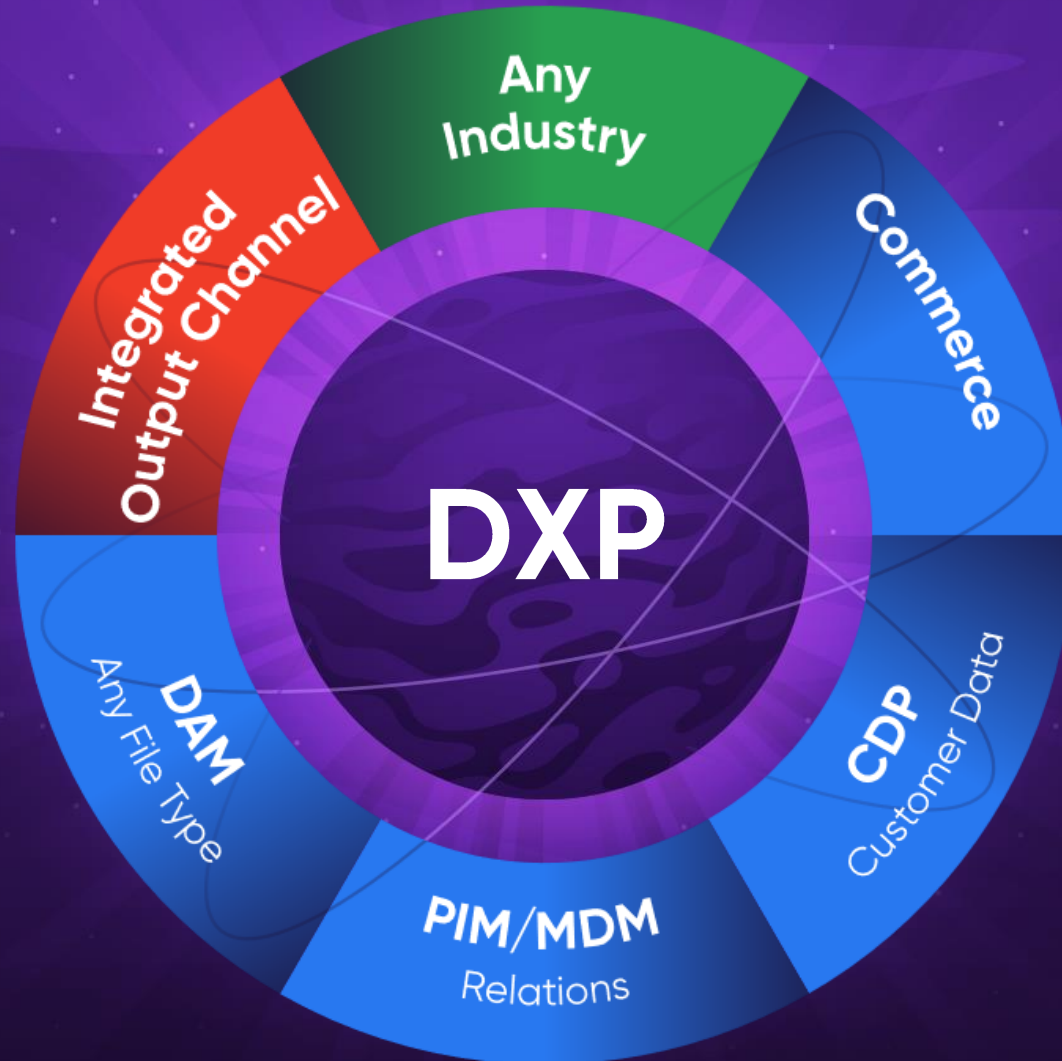 Any
Industry
Commerce
CDP
Customer Data
PIM/MDM
Relations
DAM
Any File Type
Integrated
Output Channel
DXP